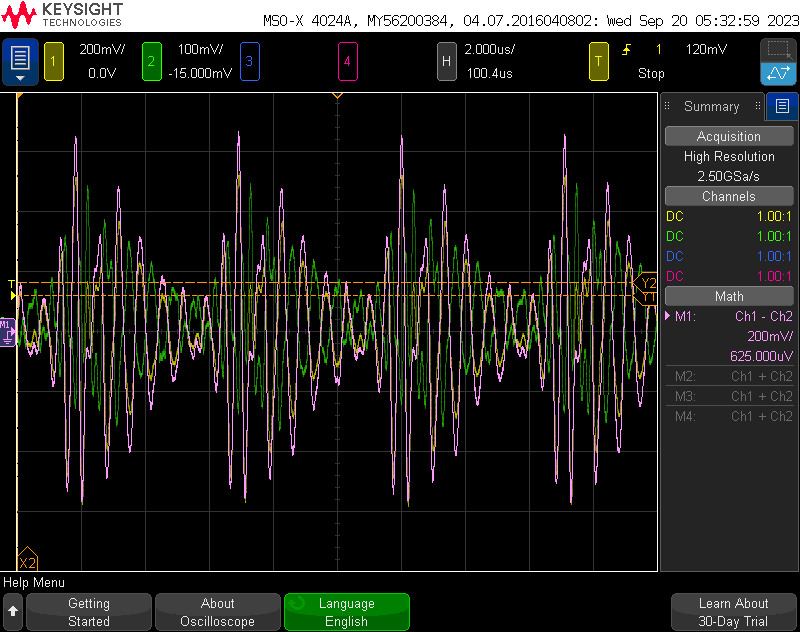 KEYSIGHT
TECHNOLOGIES
MSO-X 4024A, MY56200384, 04.07.2016040802: Wed Sep 20 05:32:59 2023
1 200mV/ 2 100mV/ 3 4 H 2.000us/ T 1 120mV
0.0V -15.000mV 100.4us Stop
Summary
Acquisition
High Resolution
2.50GSa/s
Channels
DC 1.00:1
DC 1.00:1
DC 1.00:1
DC 1.00:1
Math
M1: Ch1 - Ch2
200mV/
625.000uV
M2: Ch1 + Ch2
M3: Ch1 + Ch2
M4: Ch1 + Ch2
T
Y2
M1
X2
Help Menu
Getting
Started
About
Oscilloscope
Language
English
Learn About
30-Day Trial